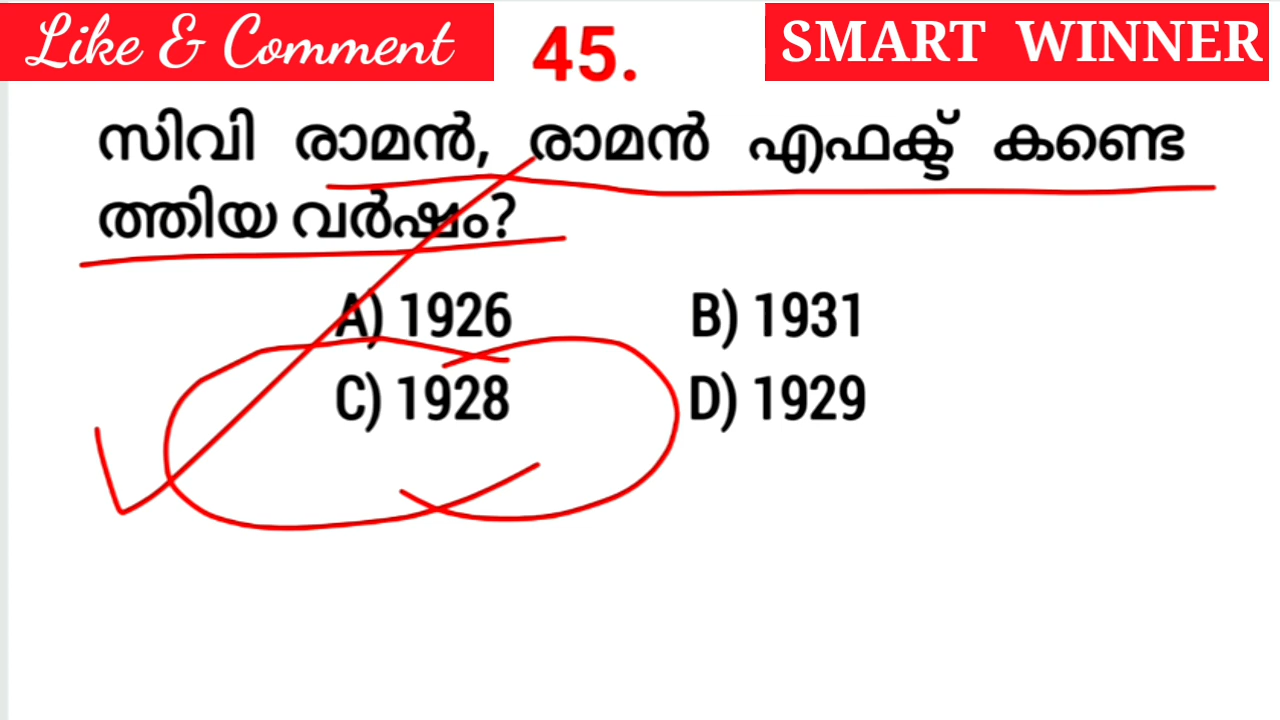 Like & Comment 45. SMART WINNER
സിവി രാമൻ, രാമൻ എഫക്ട് കണ്ടെ
ത്തിയ വർഷം?
A) 1926 B) 1931
C) 1928 D) 1929